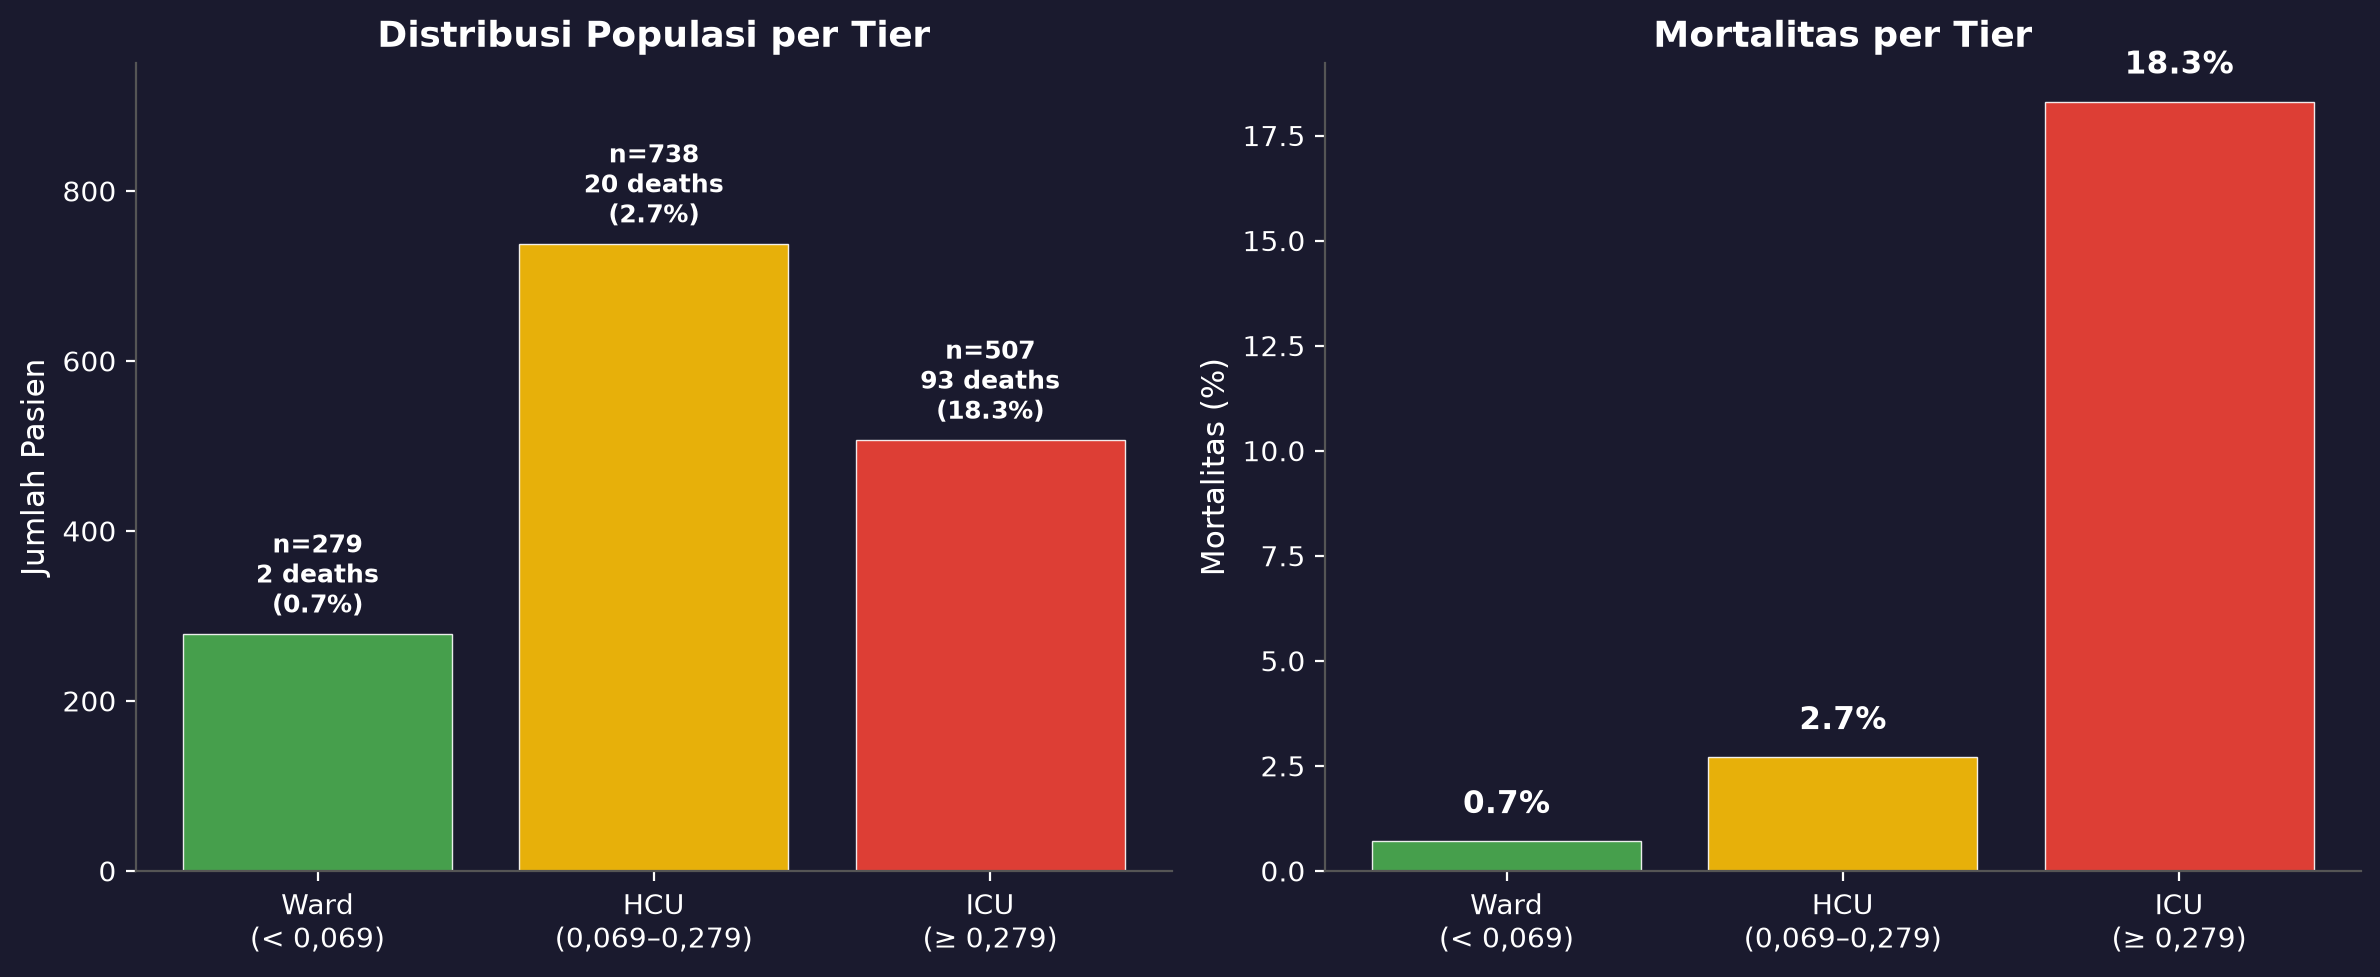 Distribusi Populasi per Tier
Jumlah Pasien
800
600
400
200
0
n=279
2 deaths
(0.7%)
n=738
20 deaths
(2.7%)
n=507
93 deaths
(18.3%)
Ward
(< 0,069)
HCU
(0,069–0,279)
ICU
(≥ 0,279)
Mortalitas per Tier
Mortalitas (%)
17.5
15.0
12.5
10.0
7.5
5.0
2.5
0.0
0.7%
2.7%
18.3%
Ward
(< 0,069)
HCU
(0,069–0,279)
ICU
(≥ 0,279)